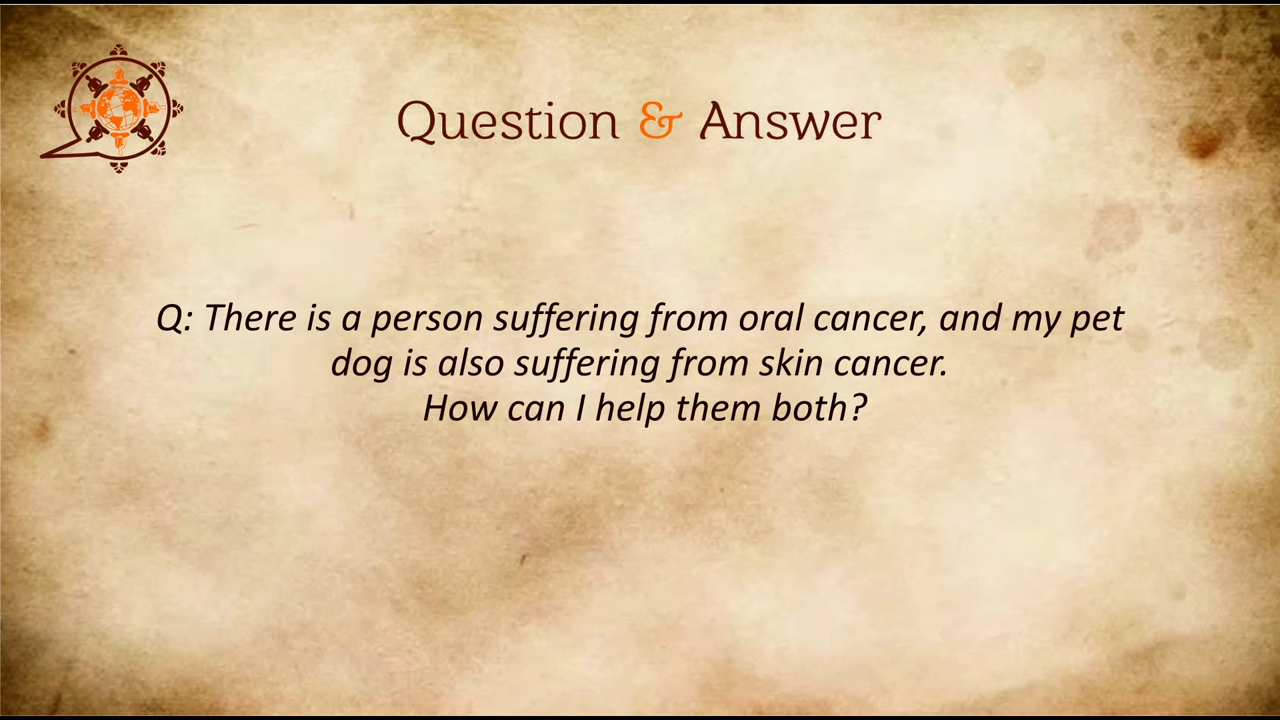 Question & Answer
Q: There is a person suffering from oral cancer, and my pet
dog is also suffering from skin cancer.
How can I help them both?